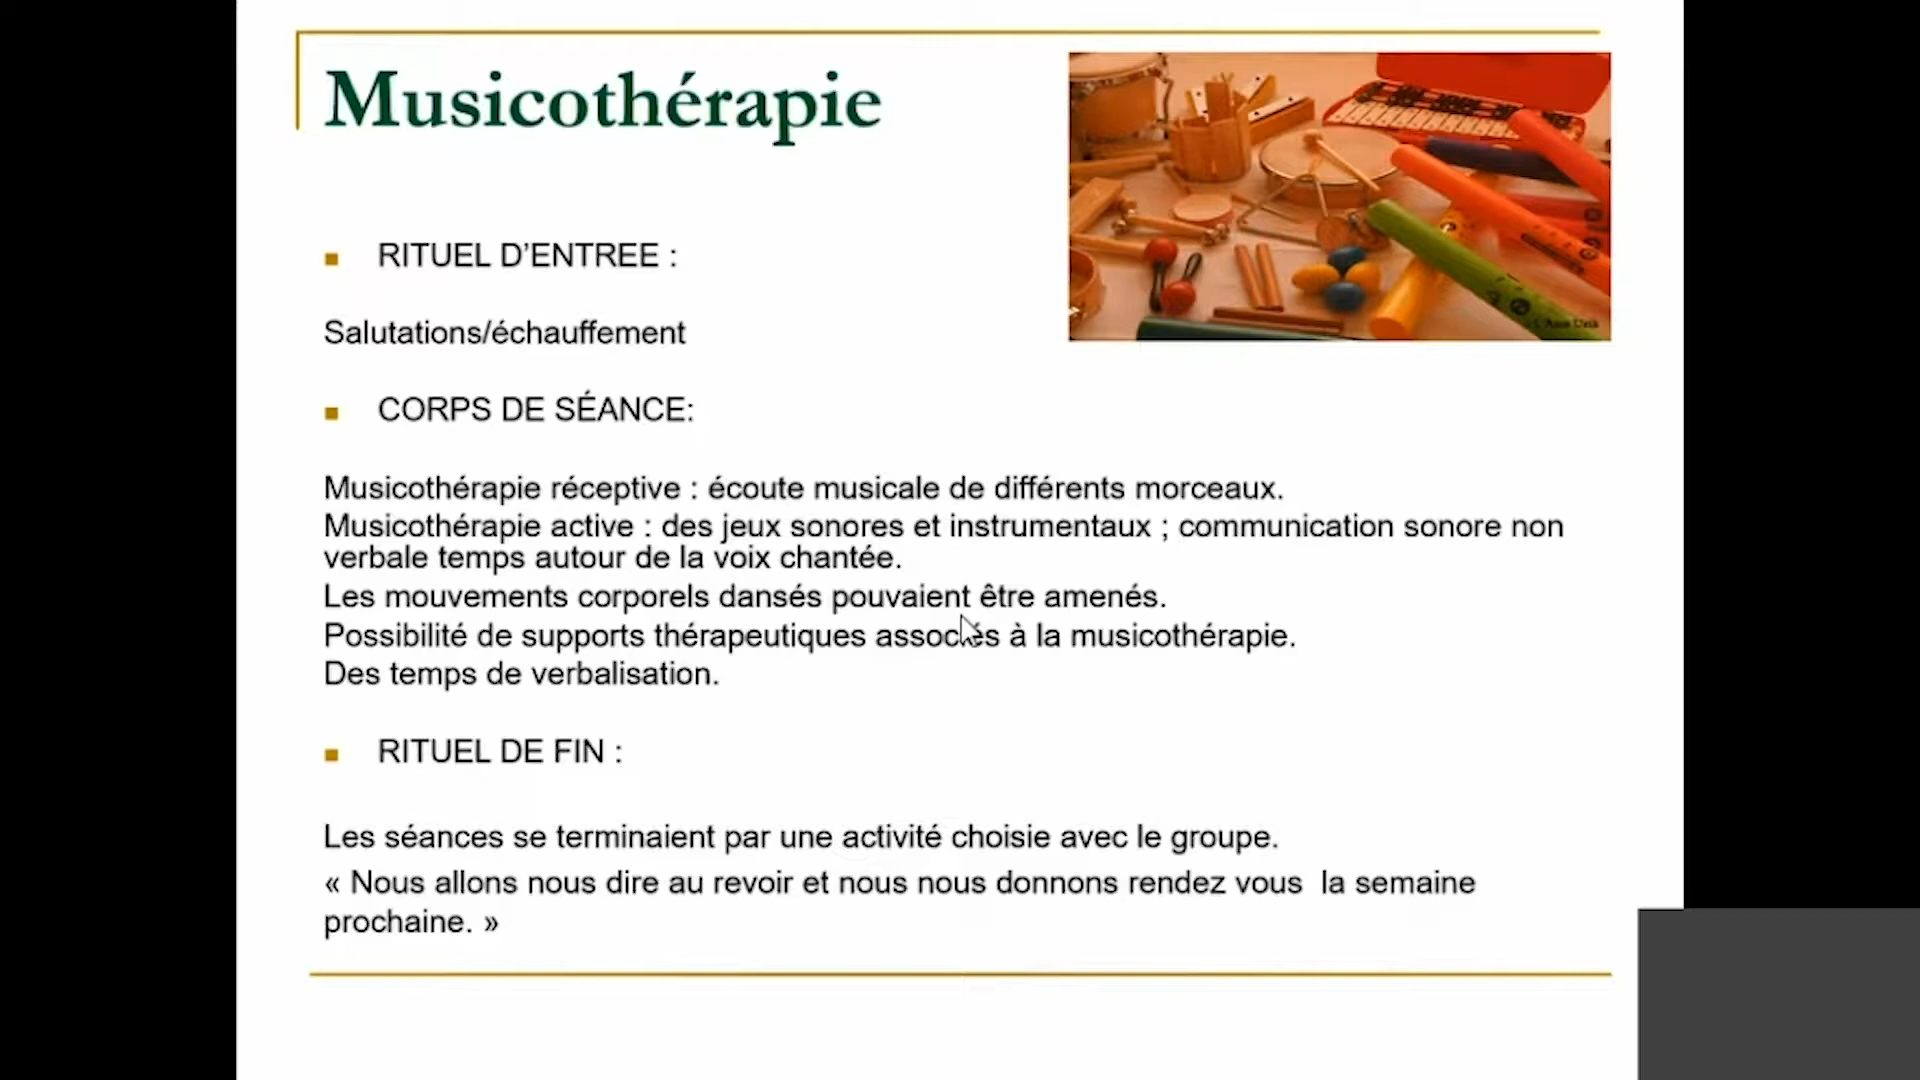 Musicothérapie
RITUEL D’ENTREE :
Salutations/échauffement
CORPS DE SÉANCE:
Musicothérapie réceptive : écoute musicale de différents morceaux.
Musicothérapie active : des jeux sonores et instrumentaux ; communication sonore non
verbale temps autour de la voix chantée.
Les mouvements corporels dansés pouvaient être amenés.
Possibilité de supports thérapeutiques associés à la musicothérapie.
Des temps de verbalisation.
RITUEL DE FIN :
Les séances se terminaient par une activité choisie avec le groupe.
« Nous allons nous dire au revoir et nous nous donnons rendez vous  la semaine
prochaine. »